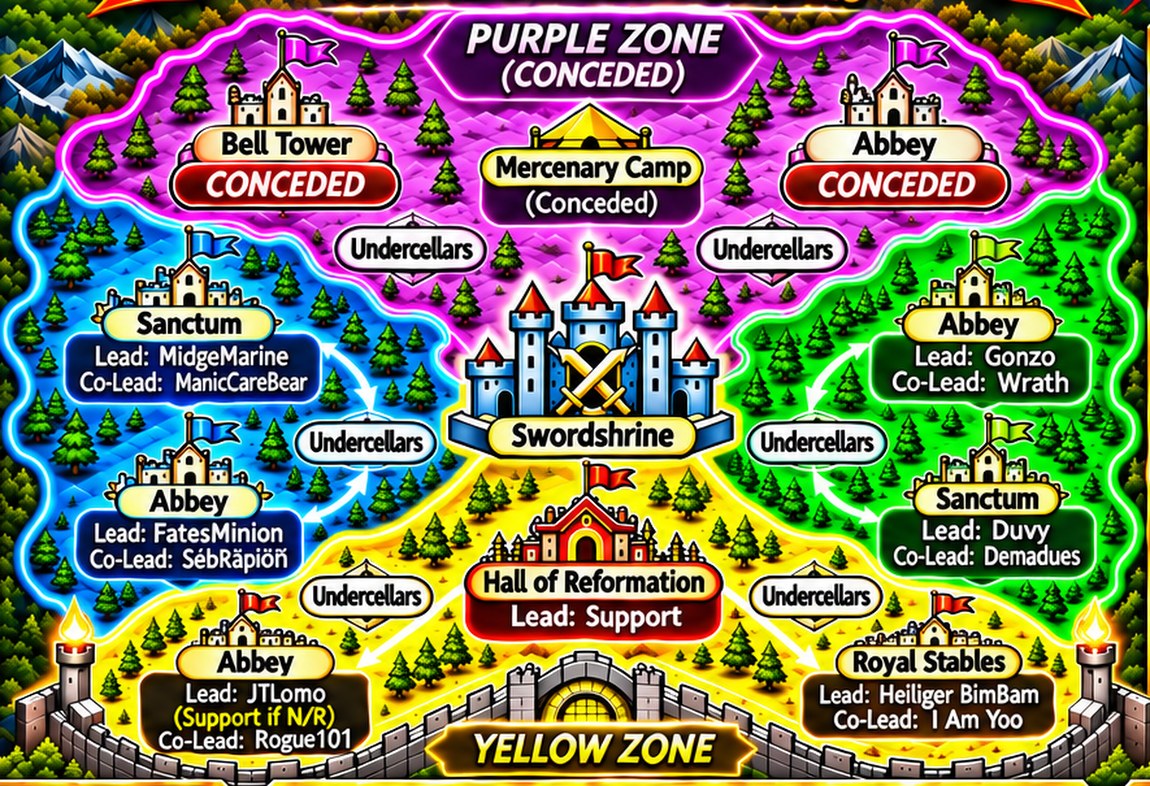 PURPLE ZONE
(CONCEDED)
Bell Tower
CONCEDED
Mercenary Camp
(Conceded)
Abbey
CONCEDED
Undercellars
Undercellars
Sanctum
Lead: MidgeMarine
Co-Lead: ManicCareBear
Abbey
Lead: Gonzo
Co-Lead: Wrath
Swordshrine
Undercellars
Undercellars
Abbey
Lead: FatesMinion
Co-Lead: SébRäpïöñ
Sanctum
Lead: Duvy
Co-Lead: Demadues
Hall of Reformation
Lead: Support
Undercellars
Undercellars
Abbey
Lead: JTLomo
(Support if N/R)
Co-Lead: Rogue101
Royal Stables
Lead: Heiliger BimBam
Co-Lead: I Am Yoo
YELLOW ZONE